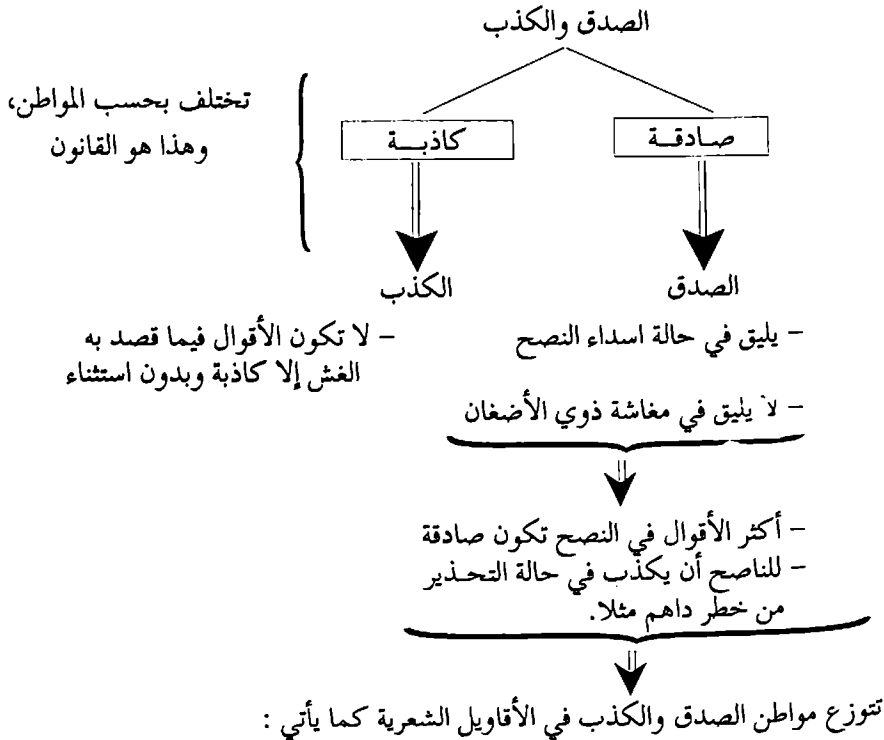 الصدق والكذب
تختلف بحسب المواطن،
وهذا هو القانون
صادقة
كاذبة
الصدق
الكذب
– يليق في حالة اسداء النصح
– لا يليق في مغاشة ذوي الأضغان
– لا تكون الأقوال فيما قصد به
الغش إلا كاذبة وبدون استثناء
– أكثر الأقوال في النصح تكون صادقة
– للناصح أن يكذب في حالة التحذير
من خطر داهم مثلا.
تتوزع مواطن الصدق والكذب في الأقاويل الشعرية كما يأتي :